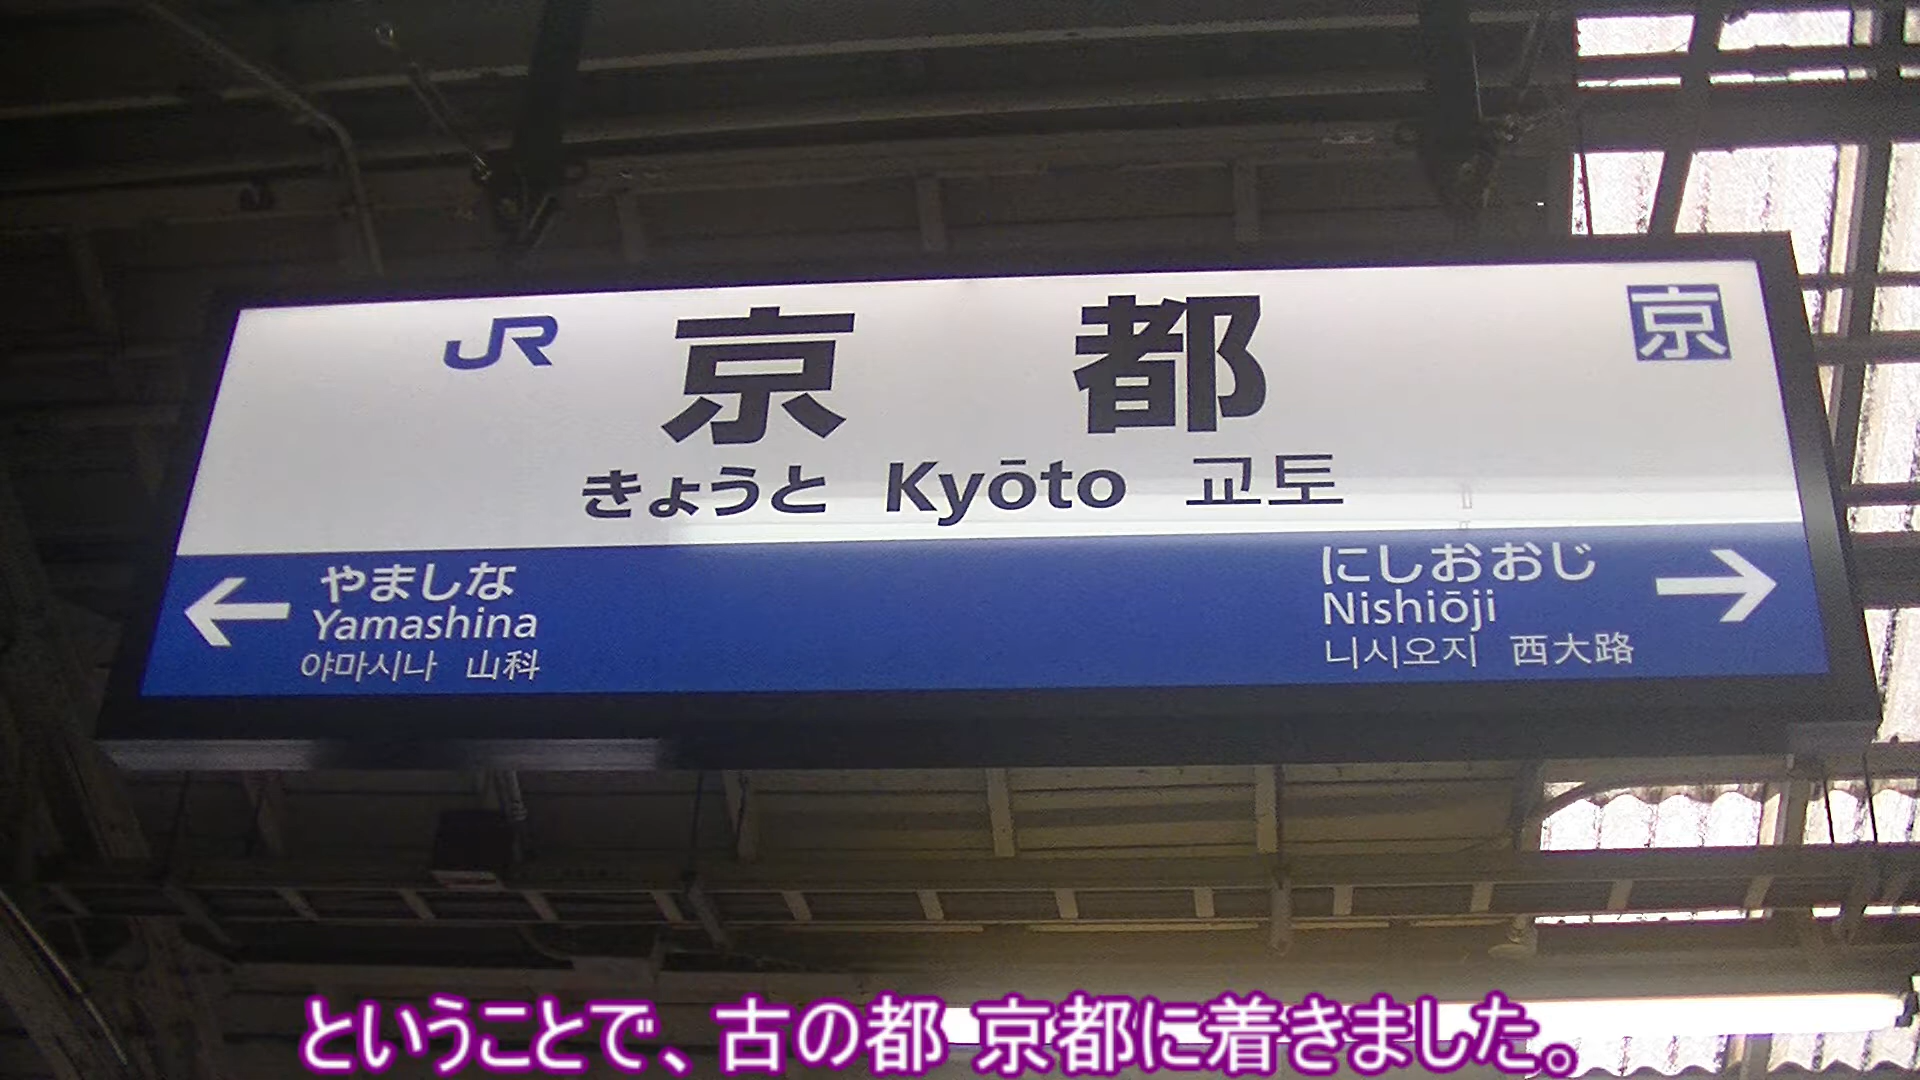 JR 京都 京
きょうと Kyōto 교토
やましな
Yamashina
야마시나 山科
にしおおじ
Nishiōji
니시오지 西大路
ということで、古の都 京都に着きました。